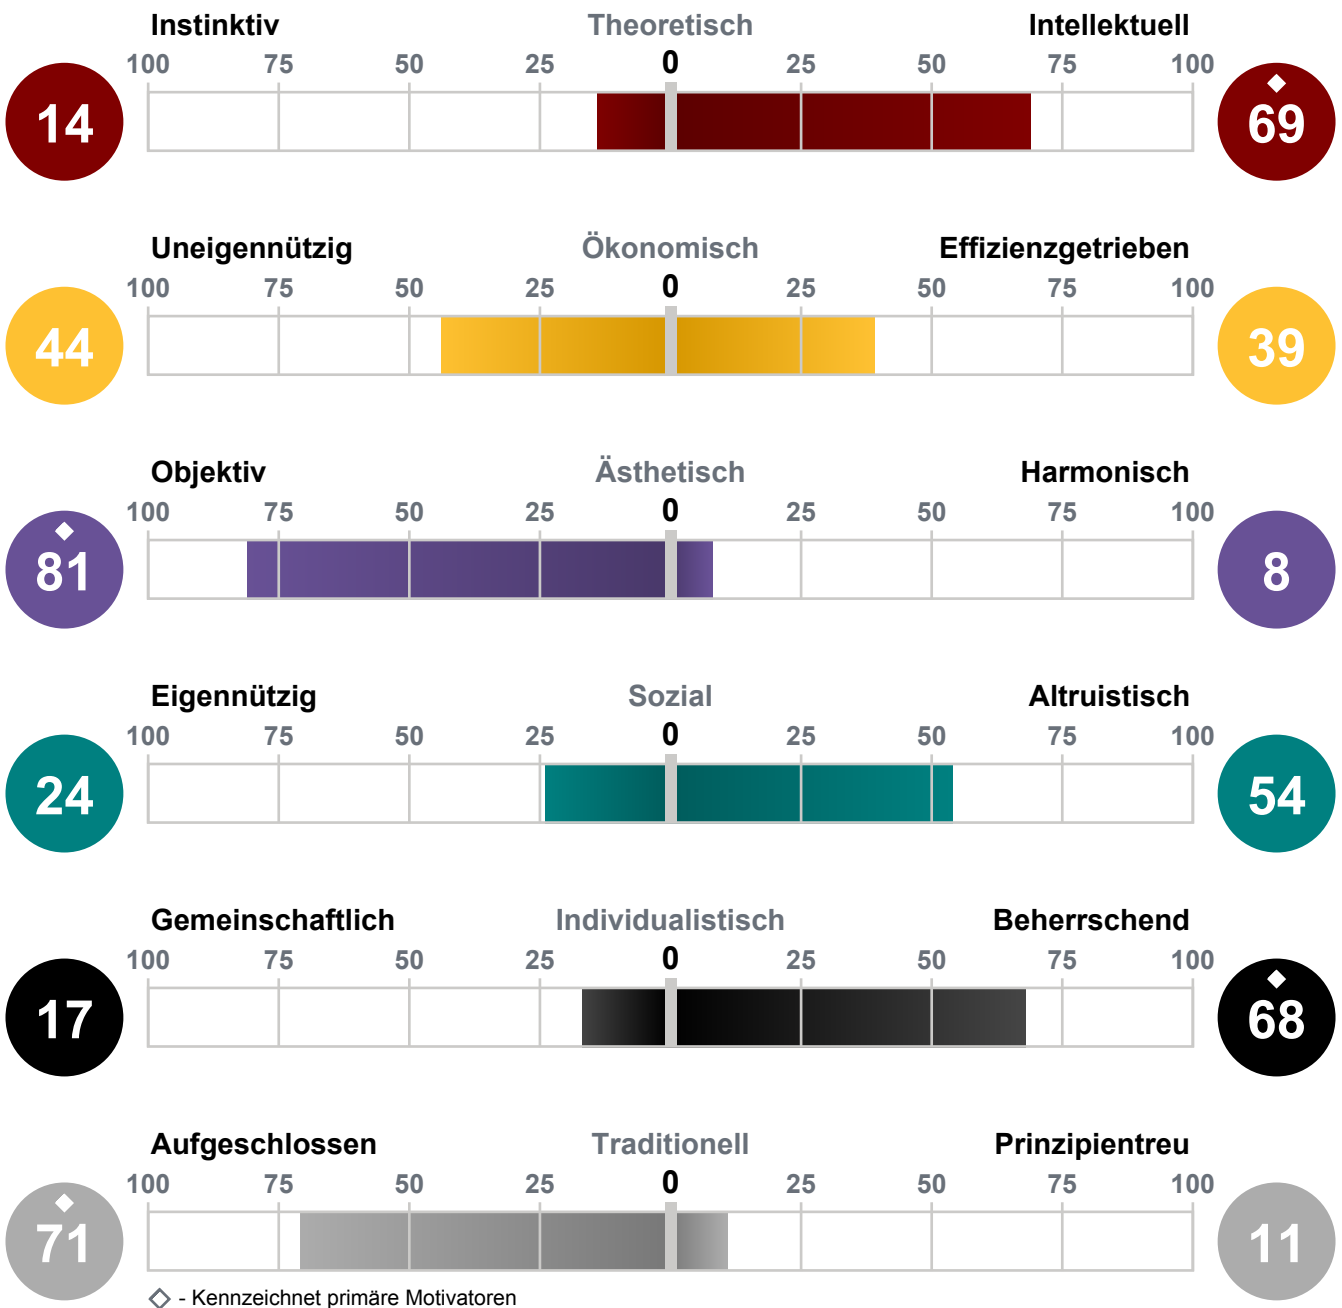 Instinktiv Theoretisch Intellektuell
100 75 50 25 0 25 50 75 100
14 69
Uneigennützig Ökonomisch Effizienzgetrieben
100 75 50 25 0 25 50 75 100
44 39
Objektiv Ästhetisch Harmonisch
100 75 50 25 0 25 50 75 100
81 8
Eigennützig Sozial Altruistisch
100 75 50 25 0 25 50 75 100
24 54
Gemeinschaftlich Individualistisch Beherrschend
100 75 50 25 0 25 50 75 100
17 68
Aufgeschlossen Traditionell Prinzipientreu
100 75 50 25 0 25 50 75 100
71 11
- Kennzeichnet primäre Motivatoren